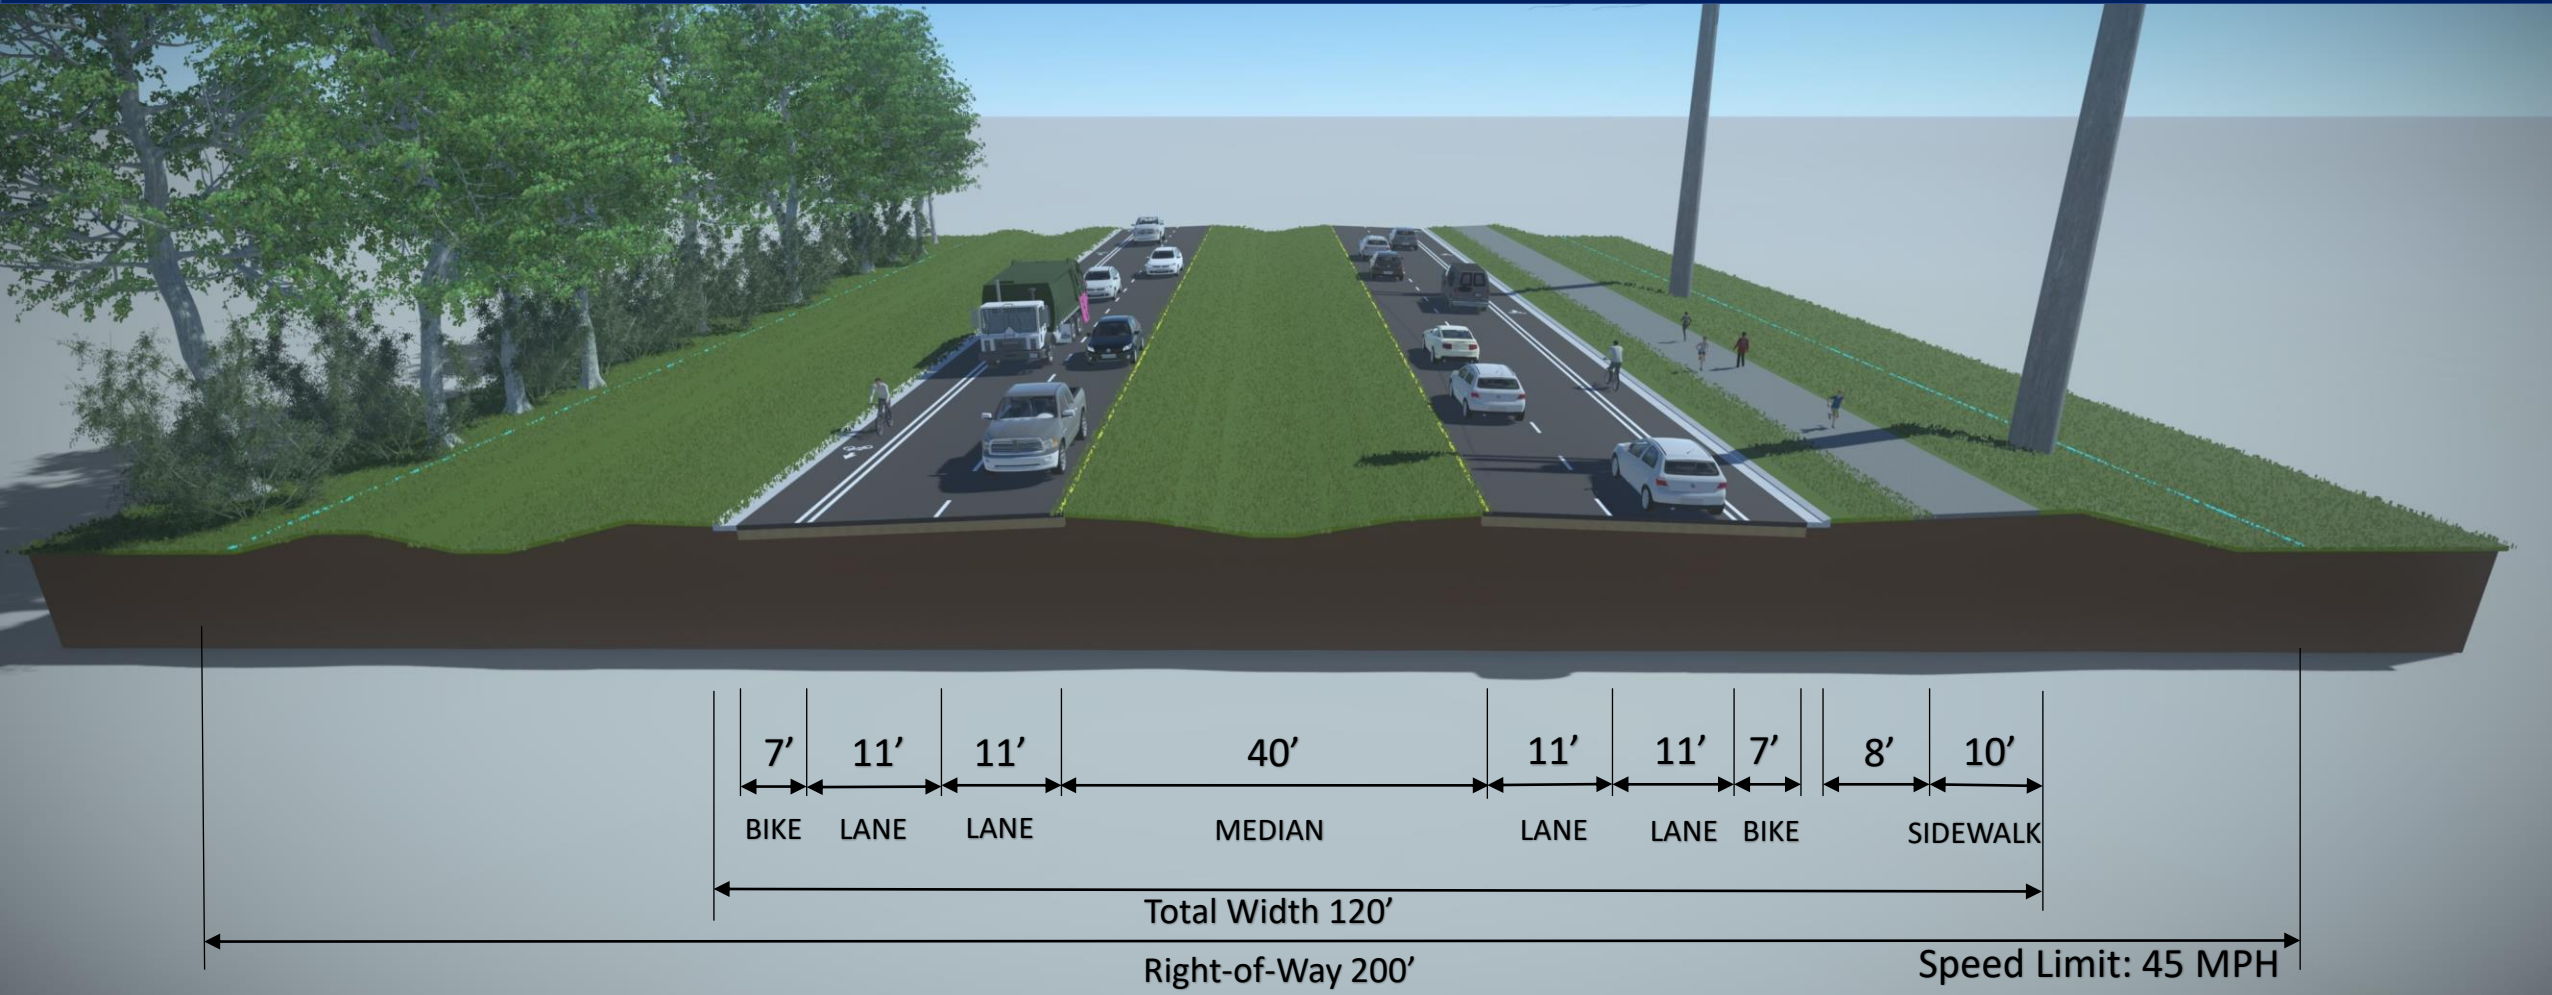 7’ 11’ 11’ 40’ 11’ 11’ 7’ 8’ 10’
BIKE LANE LANE MEDIAN LANE LANE BIKE SIDEWALK
Total Width 120’
Right-of-Way 200’
Speed Limit: 45 MPH